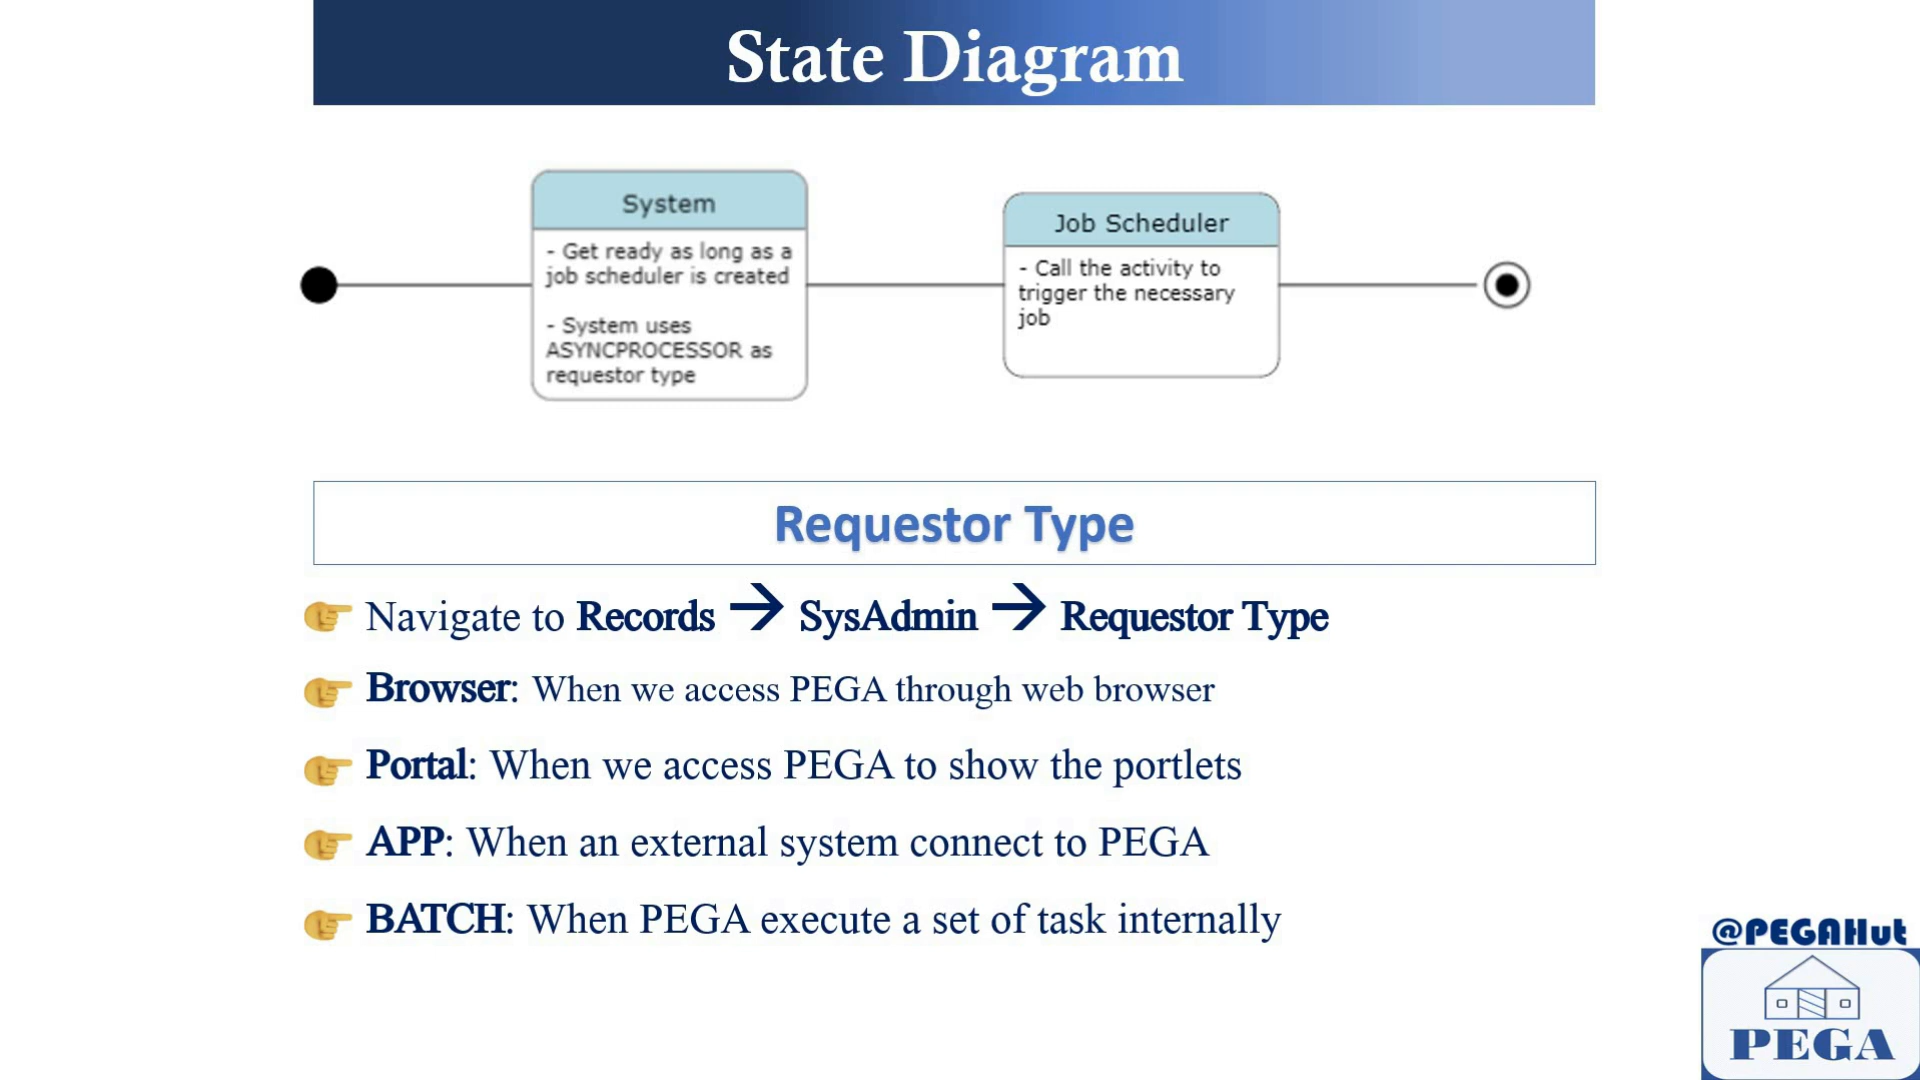 State Diagram
System
- Get ready as long as a
job scheduler is created
- System uses
ASYNCPROCESSOR as
requestor type
Job Scheduler
- Call the activity to
trigger the necessary
job
Requestor Type
Navigate to Records → SysAdmin → Requestor Type
Browser: When we access PEGA through web browser
Portal: When we access PEGA to show the portlets
APP: When an external system connect to PEGA
BATCH: When PEGA execute a set of task internally
@PEGAHut
PEGA